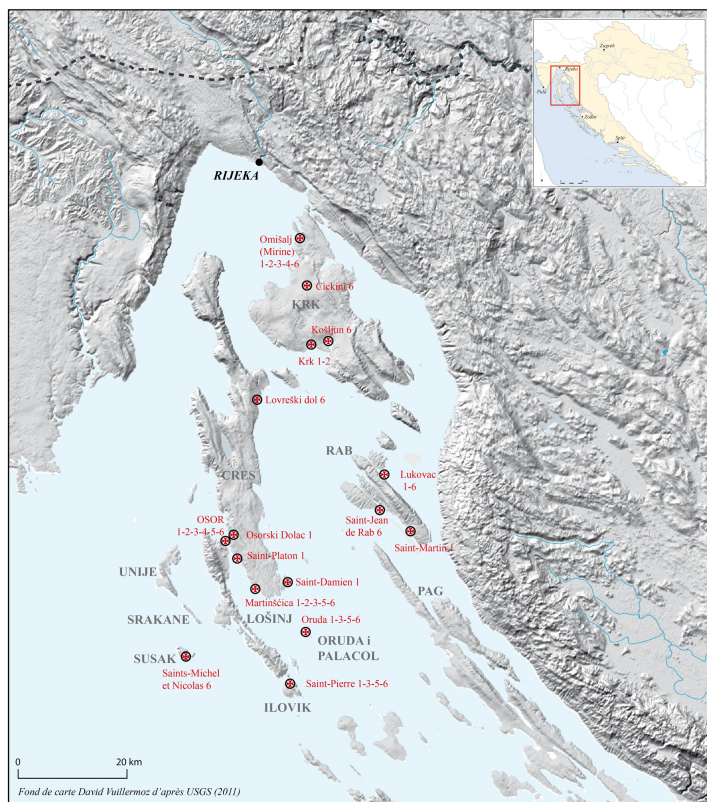 Zagreb
Rijeka
Pula
Zadar
Split
RIJEKA
Omišalj
(Mirine)
1-2-3-4-6
Cickini 6
KRK
Košljun 6
Krk 1-2
Lovreški dol 6
RAB
CRES
Lukovac
1-6
Saint-Jean
de Rab 6
Saint-Martin 1
OSOR
1-2-3-4-5-6
Osorski Dolac 1
Saint-Platon 1
UNIJE
Saint-Damien 1
PAG
Martinšćica 1-2-3-5-6
SRAKANE
LOŠINJ
Oruda 1-3-5-6
ORUDA i
PALACOL
SUSAK
Saints-Michel
et Nicolas 6
Saint-Pierre 1-3-5-6
ILOVIK
0
20 km
Fond de carte David Vuillermoz d'après USGS (2011)